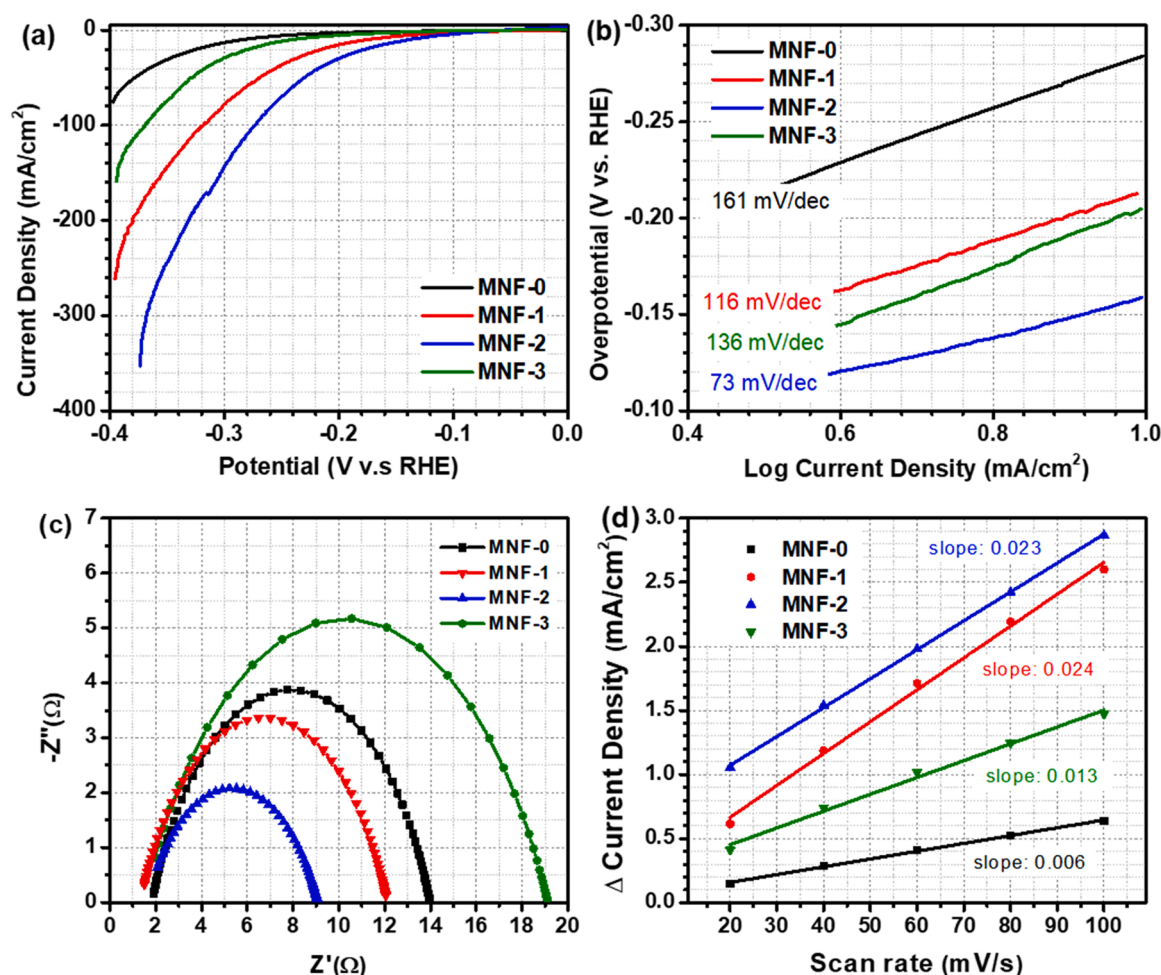 (a)
0
-100
-200
-300
-400
Current Density (mA/cm²)
MNF-0
MNF-1
MNF-2
MNF-3
-0.4
-0.3
-0.2
-0.1
0.0
Potential (V v.s RHE)
(b)
-0.30
-0.25
-0.20
-0.15
-0.10
Overpotential (V vs. RHE)
MNF-0
MNF-1
MNF-2
MNF-3
161 mV/dec
116 mV/dec
136 mV/dec
73 mV/dec
0.4
0.6
0.8
1.0
Log Current Density (mA/cm²)
(c)
7
6
5
4
3
2
1
0
-Z"(Ω)
MNF-0
MNF-1
MNF-2
MNF-3
0
2
4
6
8
10
12
14
16
18
20
Z'(Ω)
(d)
3.0
2.5
2.0
1.5
1.0
0.5
0.0
Δ Current Density (mA/cm²)
MNF-0
MNF-1
MNF-2
MNF-3
slope: 0.023
slope: 0.024
slope: 0.013
slope: 0.006
20
30
40
50
60
70
80
90
100
Scan rate (mV/s)